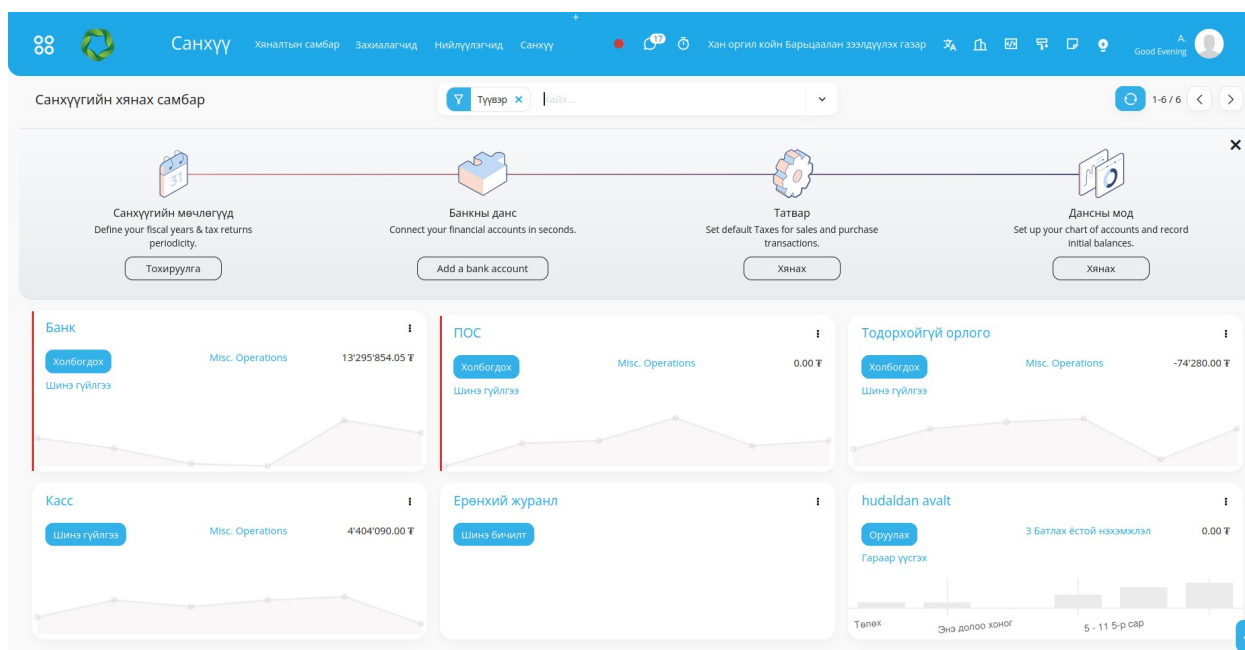 Санхүү
Хяналтын самбар
Захиалагчид
Нийлүүлэгчид
Санхүү
17
Хан оргил койн Барьцаалан зээлдүүлэх газар
A.
Good Evening
Санхүүгийн хянах самбар
Түүвэр ×
Хайх...
1-6 / 6
31
Санхүүгийн мөчлөгүүд
Define your fiscal years & tax returns
periodicity.
Тохируулга
Банкны данс
Connect your financial accounts in seconds.
Add a bank account
Татвар
Set default Taxes for sales and purchase
transactions.
Хянах
Дансны мод
Set up your chart of accounts and record
initial balances.
Хянах
Банк
Холбогдох
Misc. Operations
13'295'854.05 ₮
Шинэ гүйлгээ
ПОС
Холбогдох
Misc. Operations
0.00 ₮
Шинэ гүйлгээ
Тодорхойгүй орлого
Холбогдох
Misc. Operations
-74'280.00 ₮
Шинэ гүйлгээ
Касс
Шинэ гүйлгээ
Misc. Operations
4'404'090.00 ₮
Ерөнхий журанл
Шинэ бичилт
hudaldan avalt
Оруулах
3 Батлах ёстой нэхэмжлэл
0.00 ₮
Гараар үүсгэх
Төлөх
Энэ долоо хоног
5 - 11 5-р сар